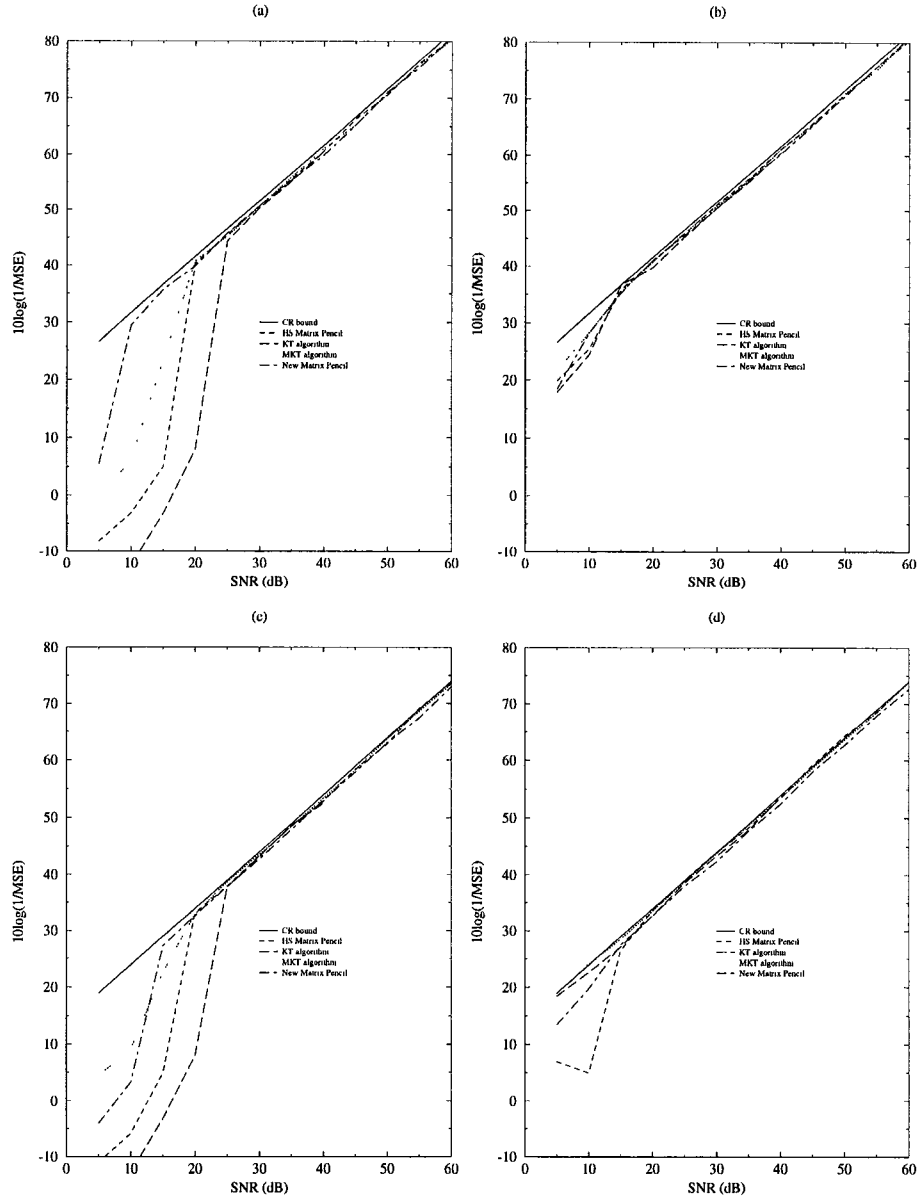 (a)
80
70
60
50
40
30
20
10
0
-10
10log(1/MSE)
0 10 20 30 40 50 60
SNR (dB)
CR bound
HS Matrix Pencil
KT algorithm
MKT algorithm
New Matrix Pencil
(b)
80
70
60
50
40
30
20
10
0
-10
10log(1/MSE)
0 10 20 30 40 50 60
SNR (dB)
CR bound
HS Matrix Pencil
KT algorithm
MKT algorithm
New Matrix Pencil
(c)
80
70
60
50
40
30
20
10
0
-10
10log(1/MSE)
0 10 20 30 40 50 60
SNR (dB)
CR bound
HS Matrix Pencil
KT algorithm
MKT algorithm
New Matrix Pencil
(d)
80
70
60
50
40
30
20
10
0
-10
10log(1/MSE)
0 10 20 30 40 50 60
SNR (dB)
CR bound
HS Matrix Pencil
KT algorithm
MKT algorithm
New Matrix Pencil